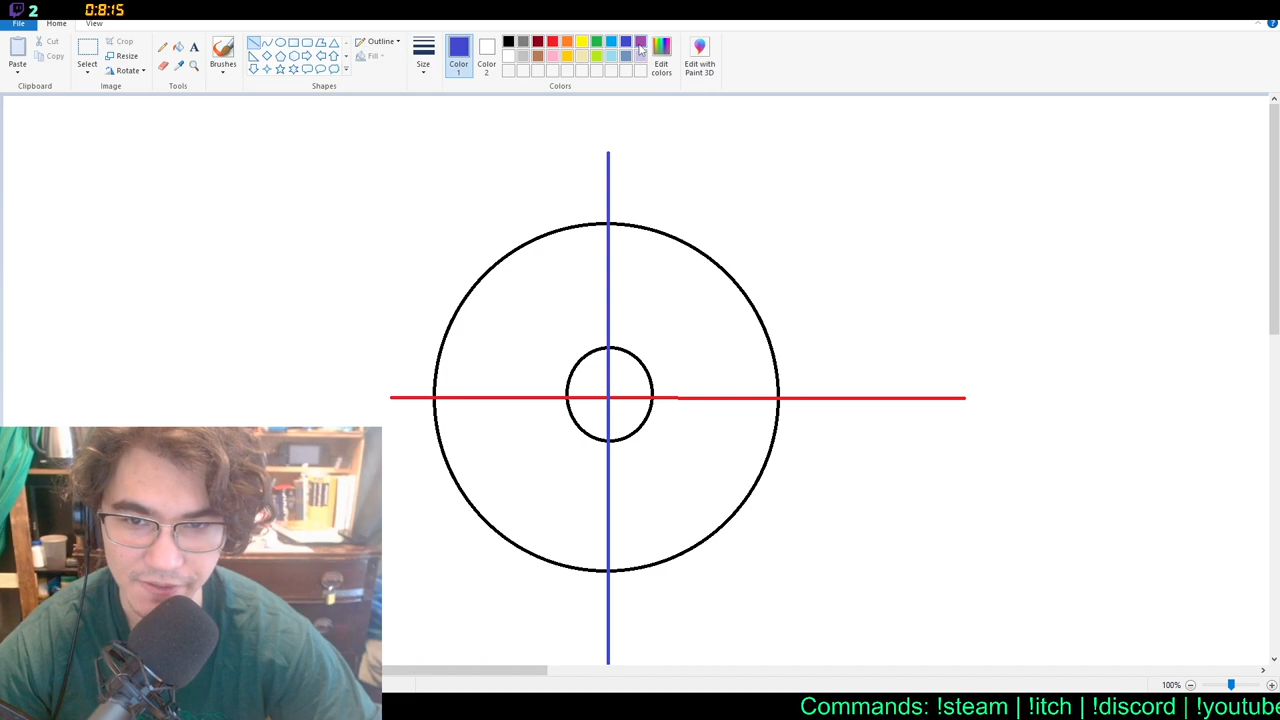 2 0:8:15
File Home View
Paste
Cut
Copy
Clipboard
Select
Crop
Resize
Rotate
Image
A
Tools
Brushes
Outline
Fill
Shapes
Size
Color
1
Color
2
Edit
colors
Colors
Edit with
Paint 3D
100%
Commands: !steam | !itch | !discord | !youtube